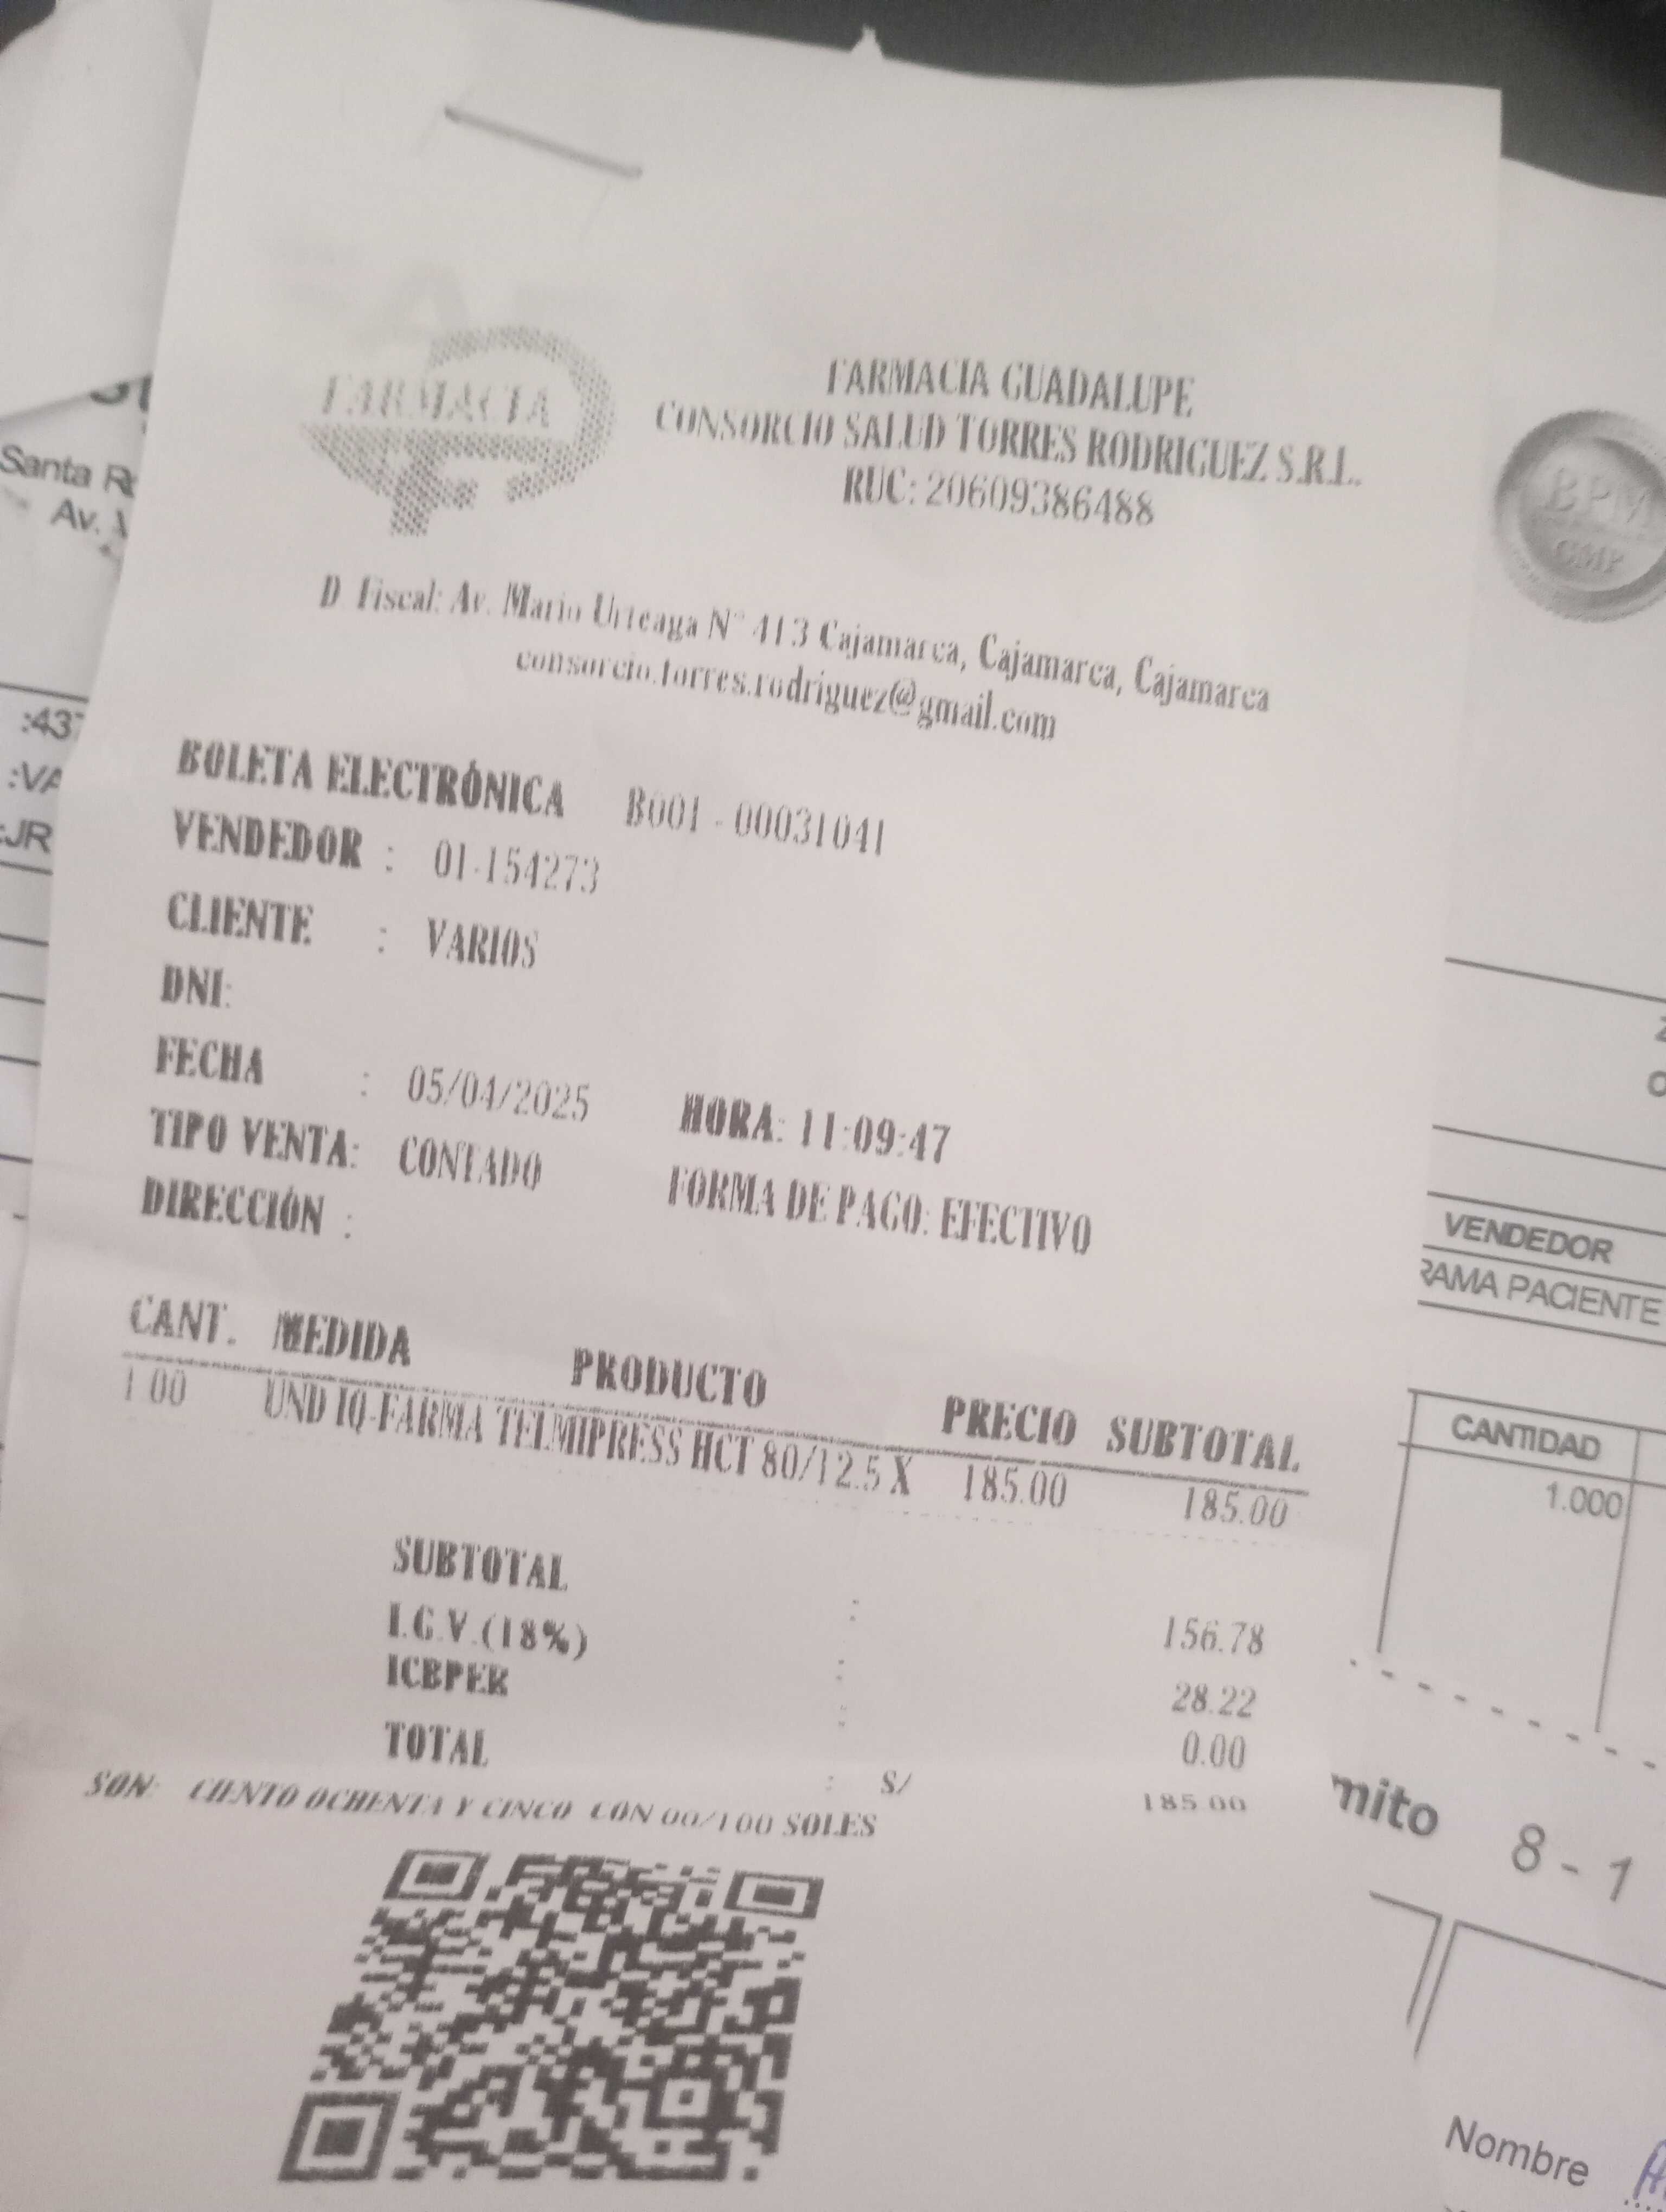 FARMACIA
FARMACIA GUADALUPE
CONSORCIO SALUD TORRES RODRIGUEZ S.R.L.
RUC: 20609386488
D. Fiscal: Av. Mario Urteaga N° 413 Cajamarca, Cajamarca, Cajamarca
consorcio.torres.rodriguez@gmail.com
BOLETA ELECTRÓNICA B001 - 00031041
VENDEDOR : 01-154273
CLIENTE : VARIOS
DNI:
FECHA : 05/04/2025 HORA: 11:09:47
TIPO VENTA: CONTADO FORMA DE PAGO: EFECTIVO
DIRECCIÓN :
CANT. MEDIDA PRODUCTO PRECIO SUBTOTAL
1.00 UND IQ-FARMA TELMIPRESS HCT 80/12.5 X 185.00 185.00
SUBTOTAL : 156.78
I.G.V.(18%) : 28.22
ICBPER : 0.00
TOTAL : S/ 185.00
SON: CIENTO OCHENTA Y CINCO CON 00/100 SOLES
Santa
Av.
:43
:VA
:JR
BPM
GMP
VENDEDOR
RAMA PACIENTE
CANTIDAD
1.000
mito 8 - 1
Nombre